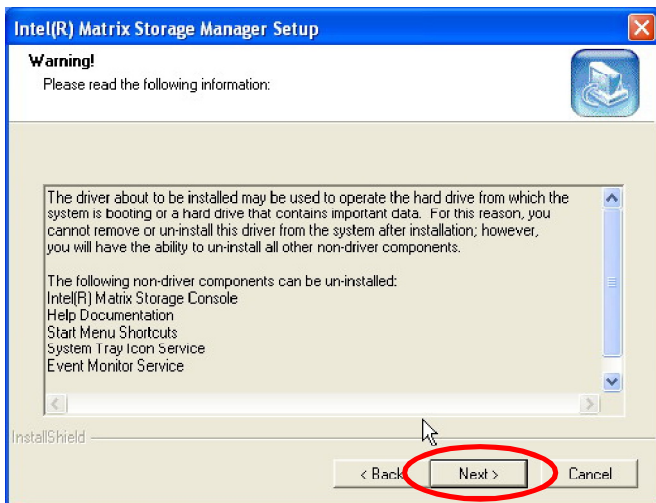 Intel(R) Matrix Storage Manager Setup
Warning!
Please read the following information:
The driver about to be installed may be used to operate the hard drive from which the
system is booting or a hard drive that contains important data.  For this reason, you
cannot remove or un-install this driver from the system after installation; however,
you will have the ability to un-install all other non-driver components.
The following non-driver components can be un-installed:
Intel(R) Matrix Storage Console
Help Documentation
Start Menu Shortcuts
System Tray Icon Service
Event Monitor Service
InstallShield
< Back
Next >
Cancel